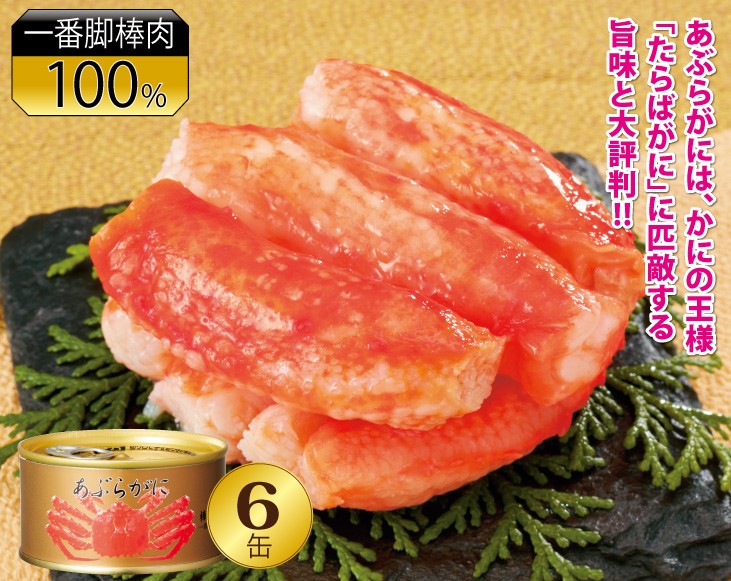 一番脚棒肉
100%
あぶらがには、かにの王様
「たらばがに」に匹敵する
旨味と大評判!!
あぶらがに
6
缶